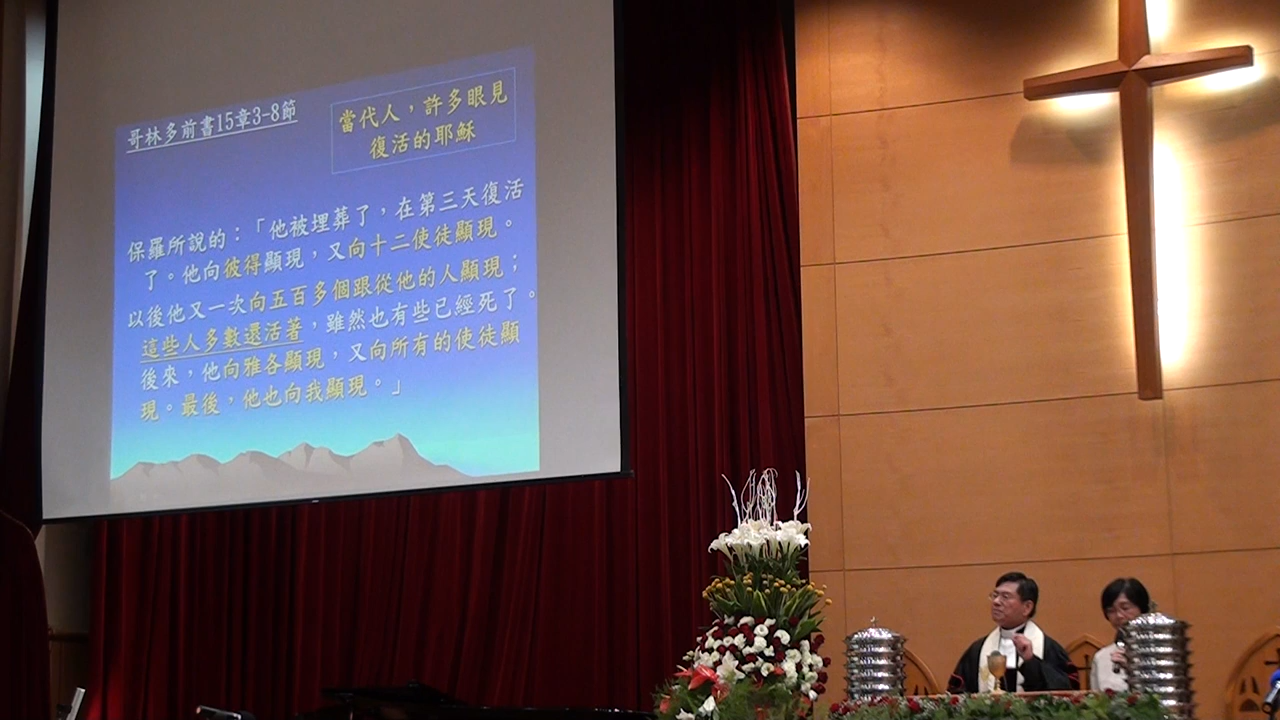 哥林多前書15章3-8節
當代人，許多眼見
復活的耶穌
保羅所說的：「他被埋葬了，在第三天復活
了。他向彼得顯現，又向十二使徒顯現。
以後他又一次向五百多個跟從他的人顯現；
這些人多數還活著，雖然也有些已經死了。
後來，他向雅各顯現，又向所有的使徒顯
現。最後，他也向我顯現。」